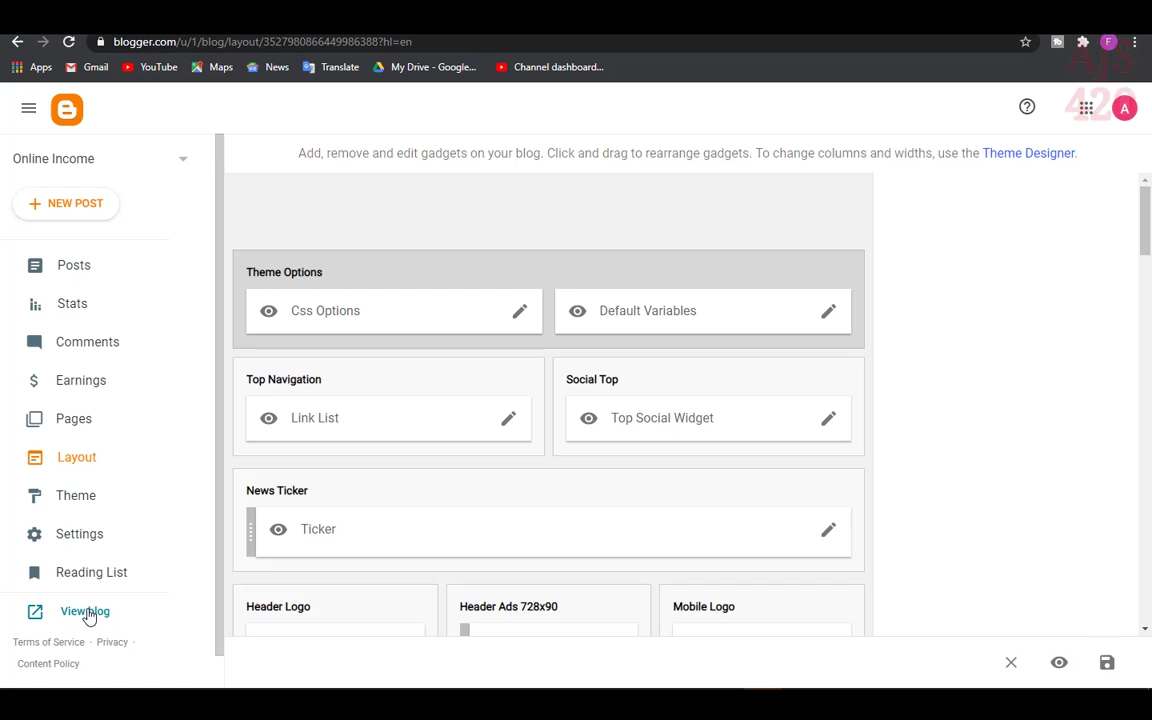 blogger.com/u/1/blog/layout/3527980866449986388?hl=en
Apps Gmail YouTube Maps News Translate My Drive - Google... Channel dashboard...
AJS
420
A
Online Income
Add, remove and edit gadgets on your blog. Click and drag to rearrange gadgets. To change columns and widths, use the Theme Designer.
+ NEW POST
Posts
Stats
Comments
Earnings
Pages
Layout
Theme
Settings
Reading List
View blog
Terms of Service · Privacy ·
Content Policy
Theme Options
Css Options Default Variables
Top Navigation Social Top
Link List Top Social Widget
News Ticker
Ticker
Header Logo Header Ads 728x90 Mobile Logo